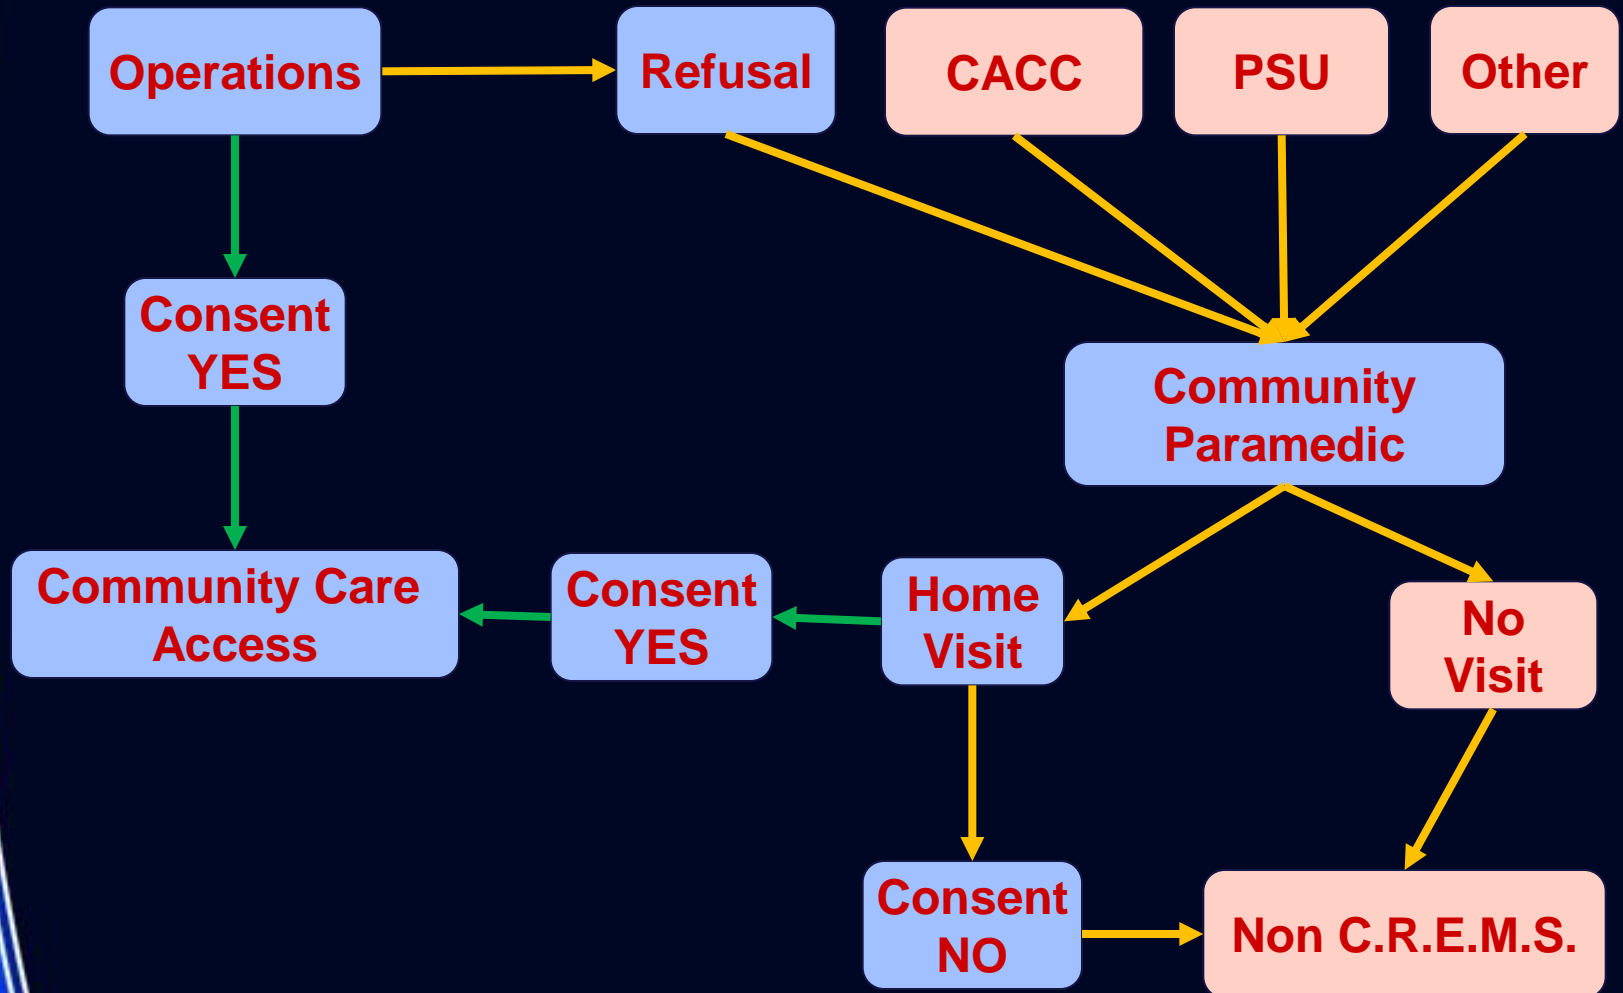 Operations
Refusal
CACC
PSU
Other
Consent
YES
Community
Paramedic
Community Care
Access
Consent
YES
Home
Visit
No
Visit
Consent
NO
Non C.R.E.M.S.